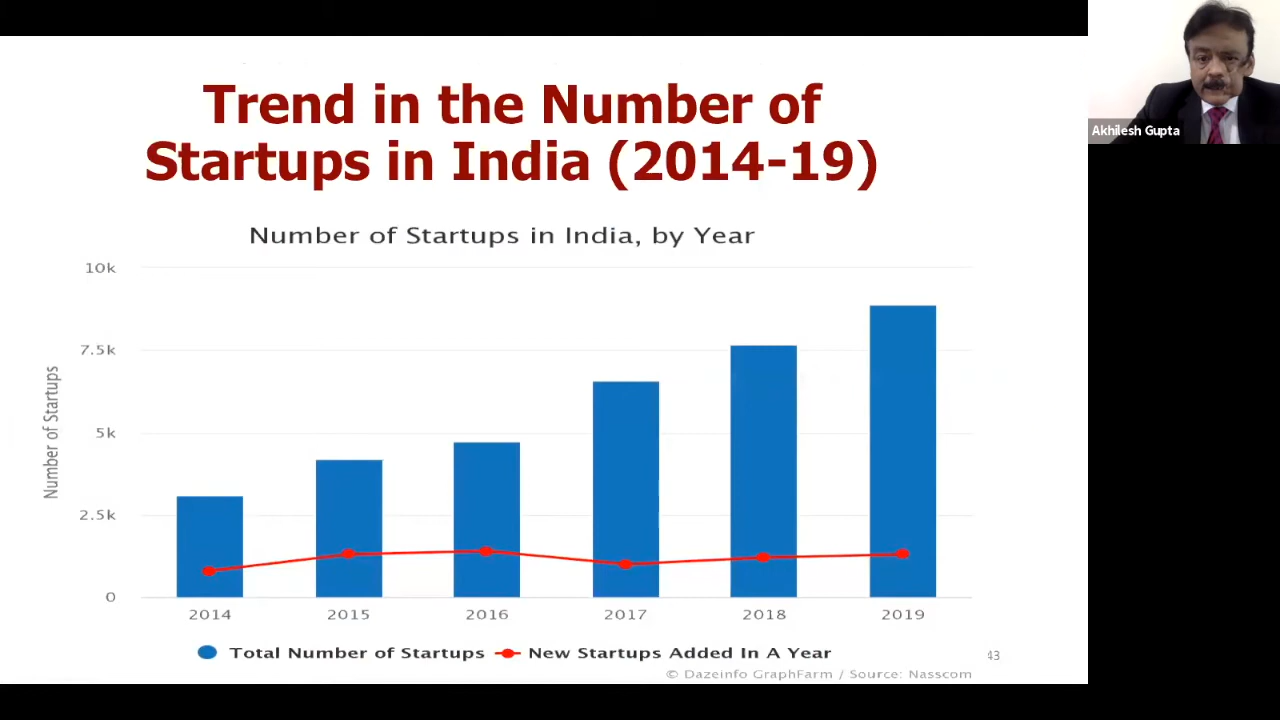 Trend in the Number of
Startups in India (2014-19)
Akhilesh Gupta
Number of Startups in India, by Year
Number of Startups
10k
7.5k
5k
2.5k
0
2014 2015 2016 2017 2018 2019
Total Number of Startups New Startups Added In A Year
43
© Dazeinfo GraphFarm / Source: Nasscom